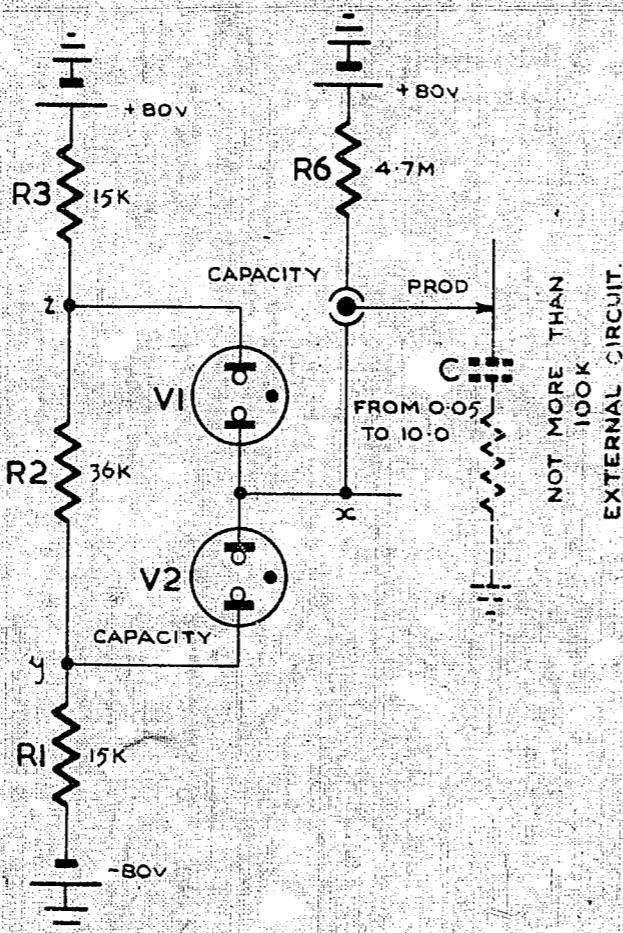 +80V
+80V
R3 15K
R6 4.7M
CAPACITY
PROD
z
V1
C
FROM 0.05
TO 10.0
NOT MORE THAN
100K
EXTERNAL CIRCUIT.
R2 36K
x
V2
CAPACITY
y
R1 15K
-80V